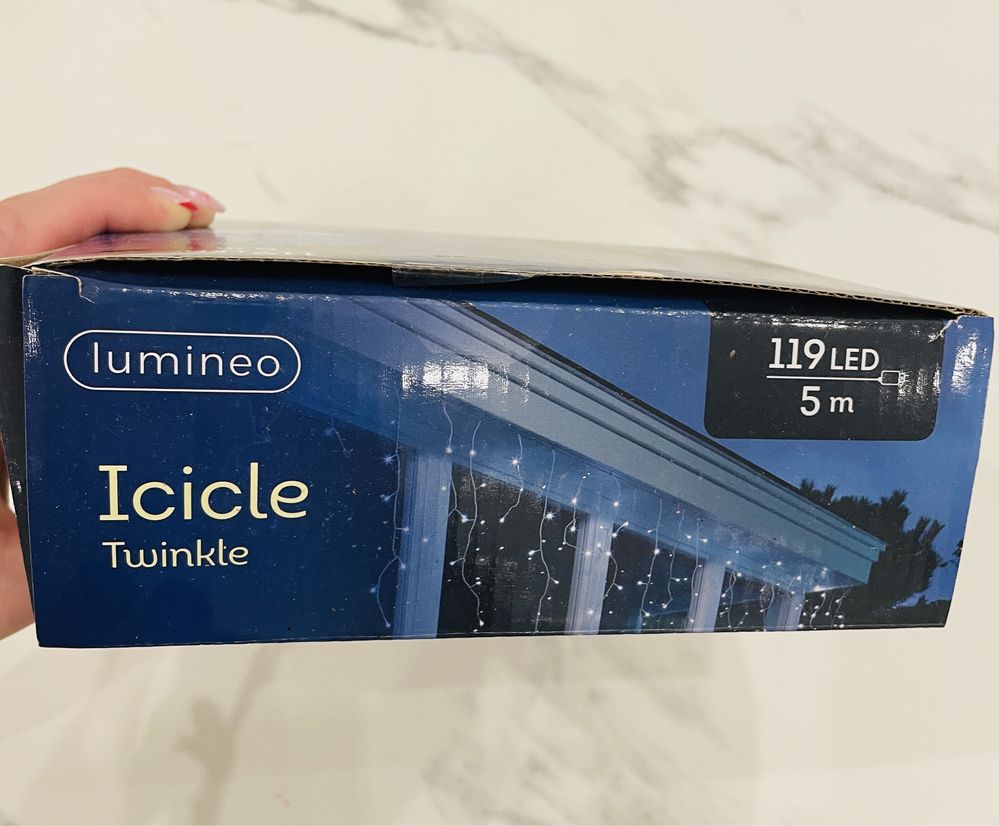 lumineo
Icicle
Twinkle
119 LED
5 m